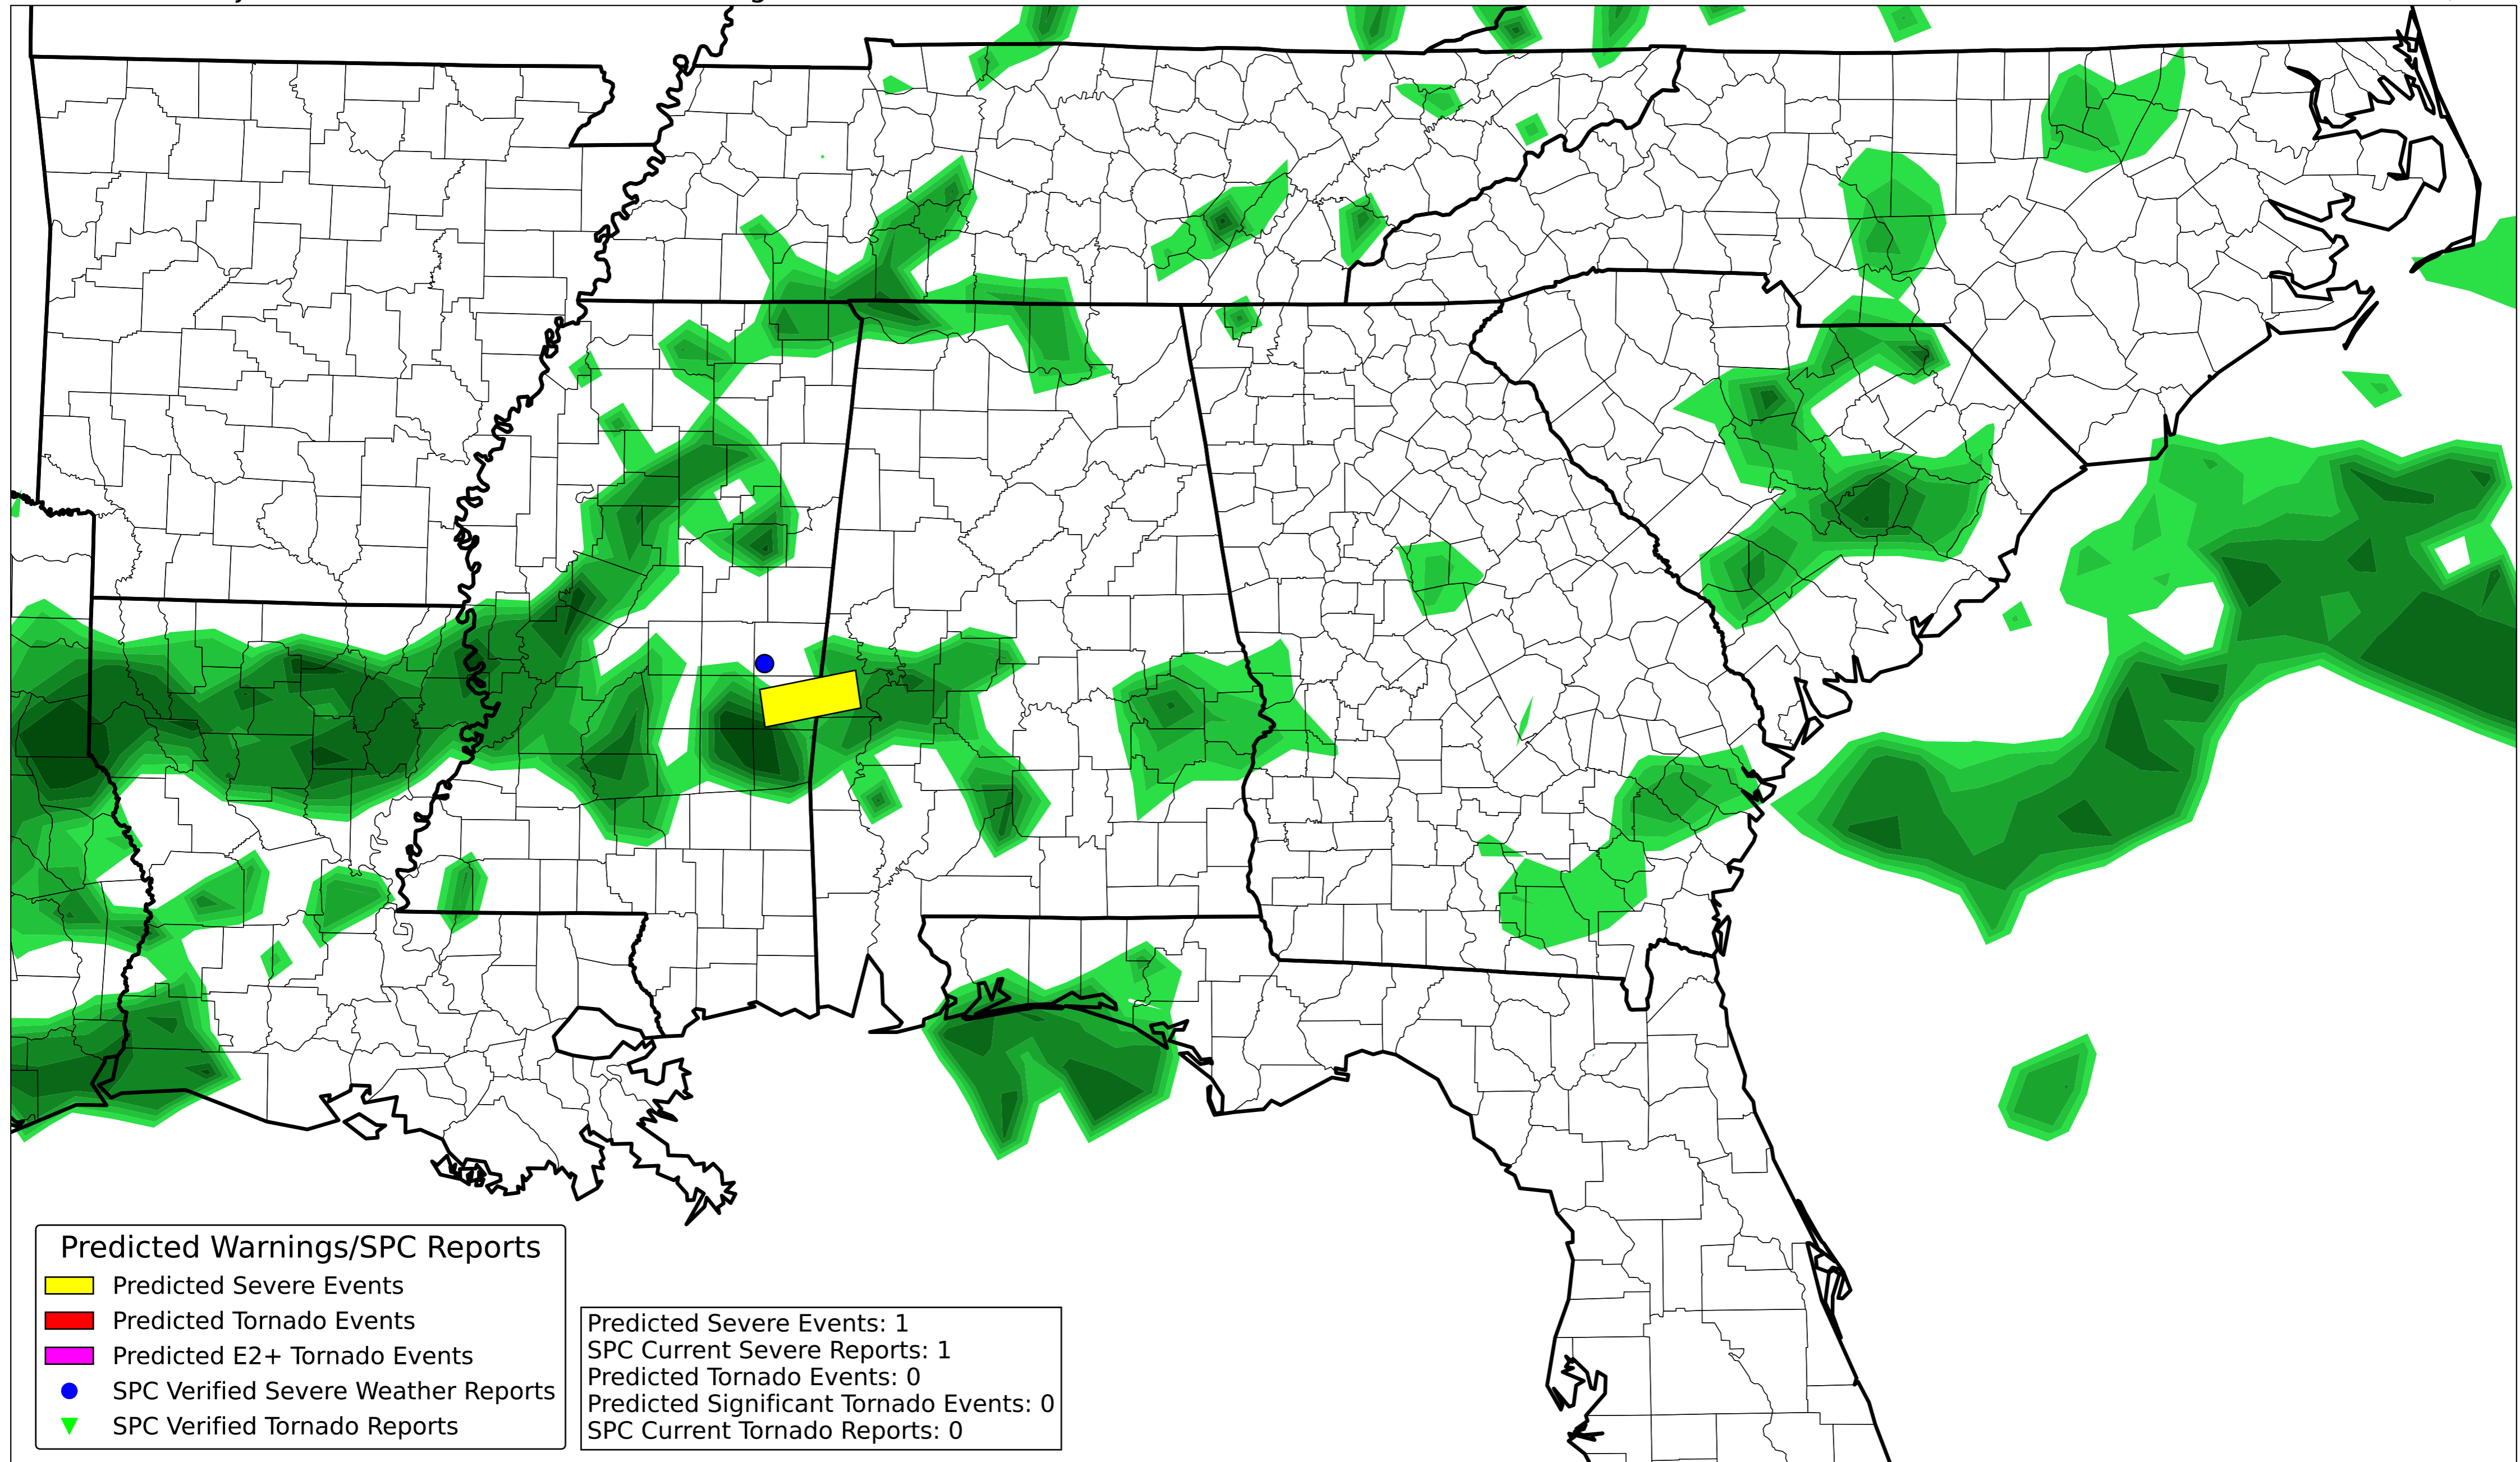 Predicted Warnings/SPC Reports
Predicted Severe Events
Predicted Tornado Events
Predicted E2+ Tornado Events
SPC Verified Severe Weather Reports
SPC Verified Tornado Reports
Predicted Severe Events: 1
SPC Current Severe Reports: 1
Predicted Tornado Events: 0
Predicted Significant Tornado Events: 0
SPC Current Tornado Reports: 0